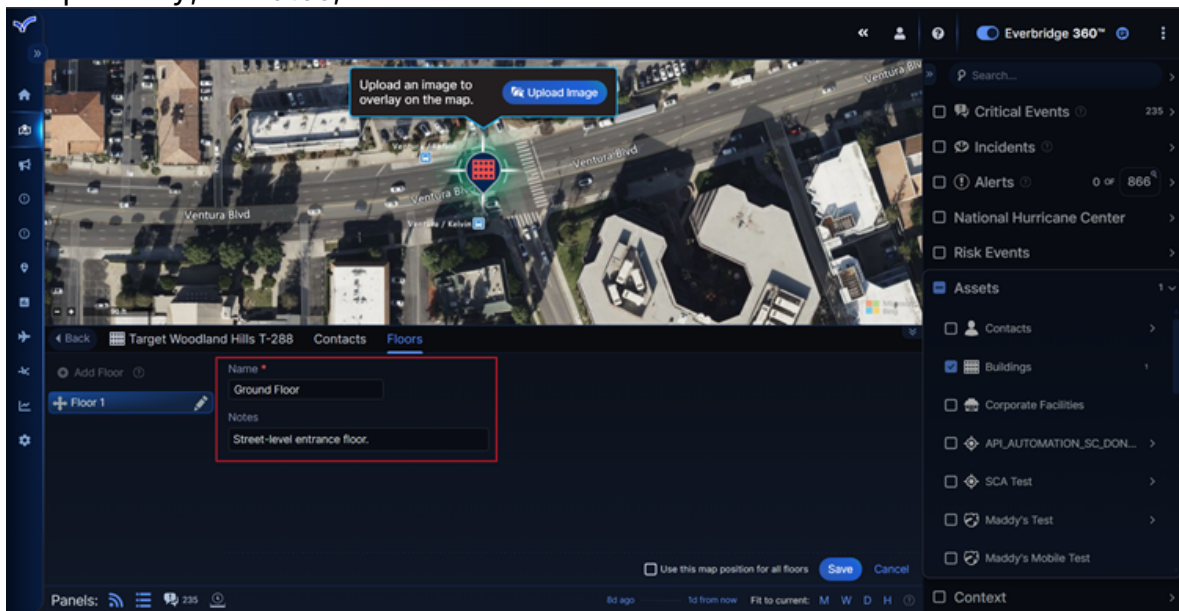 Everbridge 360™
Upload an image to
overlay on the map.
Upload Image
Ventura Blvd
Ventura Blvd
Ventura / Kelvin
Search...
Critical Events 235
Incidents
Alerts 0 OF 866
National Hurricane Center
Risk Events
Assets 1
Contacts
Buildings 1
Corporate Facilities
API_AUTOMATION_SC_DON...
SCA Test
Maddy's Test
Maddy's Mobile Test
Context
Back Target Woodland Hills T-288 Contacts Floors
Add Floor
Floor 1
Name *
Ground Floor
Notes
Street-level entrance floor.
Use this map position for all floors Save Cancel
Panels: 235 8d ago 1d from now Fit to current: M W D H